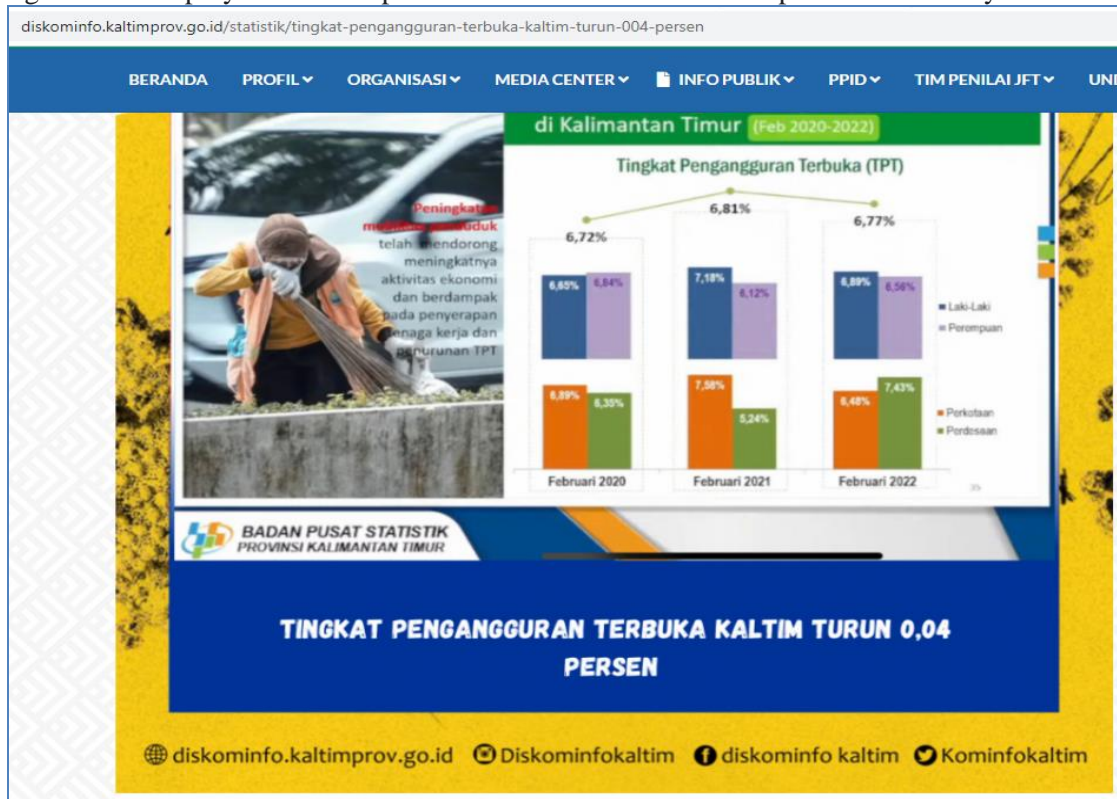 diskominfo.kaltimprov.go.id/statistik/tingkat-pengangguran-terbuka-kaltim-turun-004-persen
BERANDA PROFIL ORGANISASI MEDIA CENTER INFO PUBLIK PPID TIM PENILAI JFT
di Kalimantan Timur (Feb 2020-2022)
Tingkat Pengangguran Terbuka (TPT)
Peningkatan
mobilitas penduduk
telah mendorong
meningkatnya
aktivitas ekonomi
dan berdampak
pada penyerapan
tenaga kerja dan
penurunan TPT
6,72% 6,81% 6,77%
6,65% 6,84% 7,18% 6,12% 6,89% 6,56%
Laki-Laki
Perempuan
6,89% 6,35% 7,58% 5,24% 6,48% 7,43%
Perkotaan
Perdesaan
Februari 2020 Februari 2021 Februari 2022
BADAN PUSAT STATISTIK
PROVINSI KALIMANTAN TIMUR
TINGKAT PENGANGGURAN TERBUKA KALTIM TURUN 0,04
PERSEN
diskominfo.kaltimprov.go.id Diskominfokaltim diskominfo kaltim Kominfokaltim